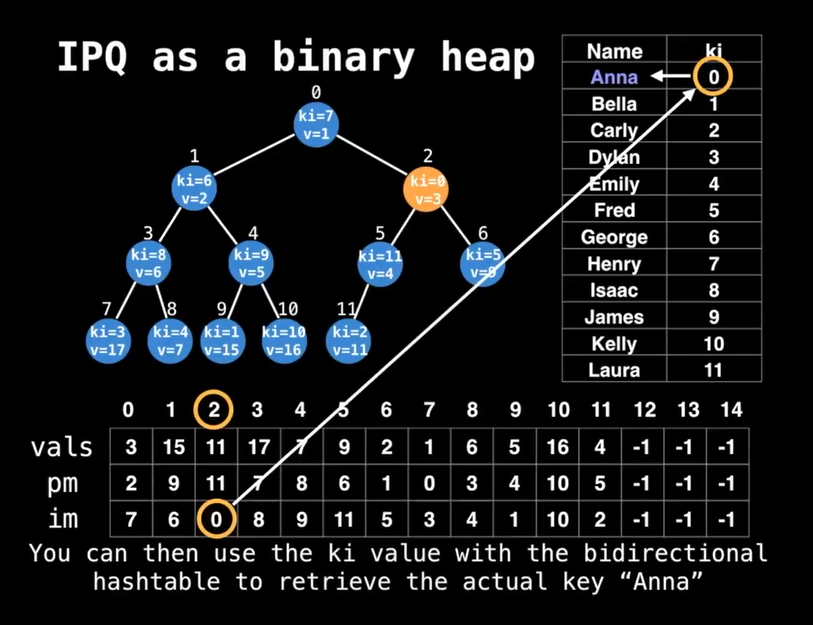 IPQ as a binary heap
Name ki
Anna 0
Bella 1
Carly 2
Dylan 3
Emily 4
Fred 5
George 6
Henry 7
Isaac 8
James 9
Kelly 10
Laura 11
0
ki=7
v=1
1 2
ki=6 ki=0
v=2 v=3
3 4 5 6
ki=8 ki=9 ki=11 ki=5
v=6 v=5 v=4 v=9
7 8 9 10 11
ki=3 ki=4 ki=1 ki=10 ki=2
v=17 v=7 v=15 v=16 v=11
0 1 2 3 4 5 6 7 8 9 10 11 12 13 14
vals 3 15 11 17 7 9 2 1 6 5 16 4 -1 -1 -1
pm 2 9 11 7 8 6 1 0 3 4 10 5 -1 -1 -1
im 7 6 0 8 9 11 5 3 4 1 10 2 -1 -1 -1
You can then use the ki value with the bidirectional
hashtable to retrieve the actual key “Anna”